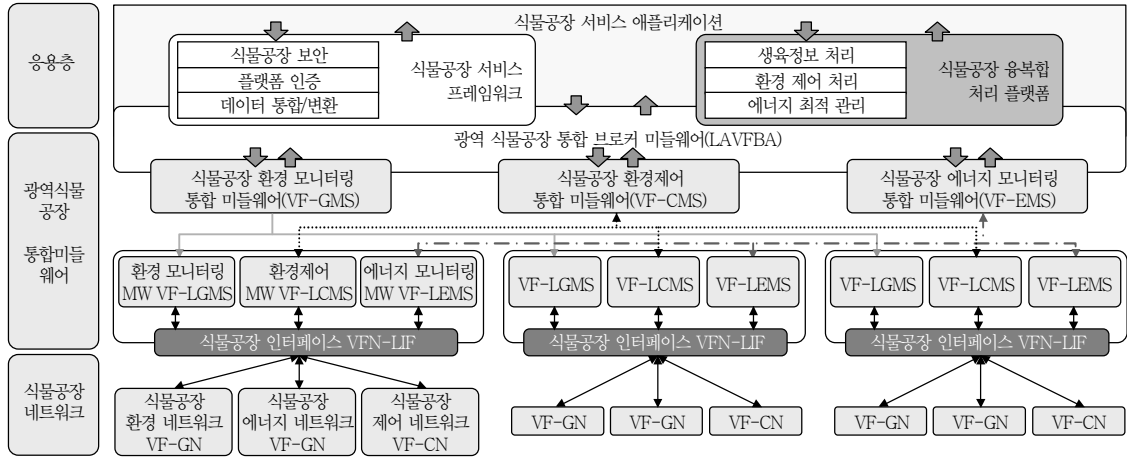 응용층
식물공장 서비스 애플리케이션
식물공장 보안
플랫폼 인증
데이터 통합/변환
식물공장 서비스
프레임워크
생육정보 처리
환경 제어 처리
에너지 최적 관리
식물공장 융복합
처리 플랫폼
광역식물
공장
통합미들
웨어
광역 식물공장 통합 브로커 미들웨어(LAVFBA)
식물공장 환경 모니터링
통합 미들웨어(VF-GMS)
식물공장 환경제어
통합 미들웨어(VF-CMS)
식물공장 에너지 모니터링
통합 미들웨어(VF-EMS)
환경 모니터링
MW VF-LGMS
환경제어
MW VF-LCMS
에너지 모니터링
MW VF-LEMS
VF-LGMS
VF-LCMS
VF-LEMS
VF-LGMS
VF-LCMS
VF-LEMS
식물공장 인터페이스 VFN-LIF
식물공장 인터페이스 VFN-LIF
식물공장 인터페이스 VFN-LIF
식물공장
네트워크
식물공장
환경 네트워크
VF-GN
식물공장
에너지 네트워크
VF-GN
식물공장
제어 네트워크
VF-CN
VF-GN
VF-GN
VF-CN
VF-GN
VF-GN
VF-CN